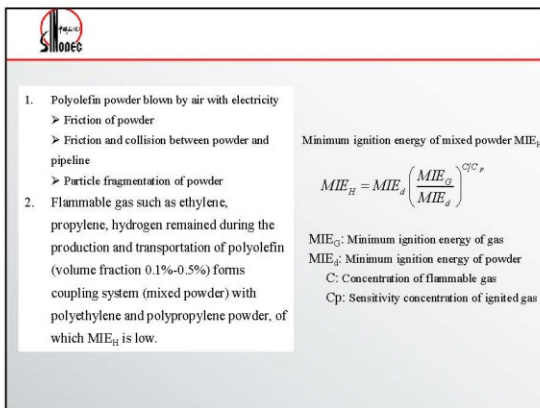 Sinopec
1. Polyolefin powder blown by air with electricity
➢ Friction of powder
➢ Friction and collision between powder and
pipeline
➢ Particle fragmentation of powder
2. Flammable gas such as ethylene,
propylene, hydrogen remained during the
production and transportation of polyolefin
(volume fraction 0.1%-0.5%) forms
coupling system (mixed powder) with
polyethylene and polypropylene powder, of
which MIE_H is low.
Minimum ignition energy of mixed powder MIE_H
MIE_H = MIE_d (MIE_G / MIE_d)^{C/C_P}
MIE_G: Minimum ignition energy of gas
MIE_d: Minimum ignition energy of powder
C: Concentration of flammable gas
Cp: Sensitivity concentration of ignited gas